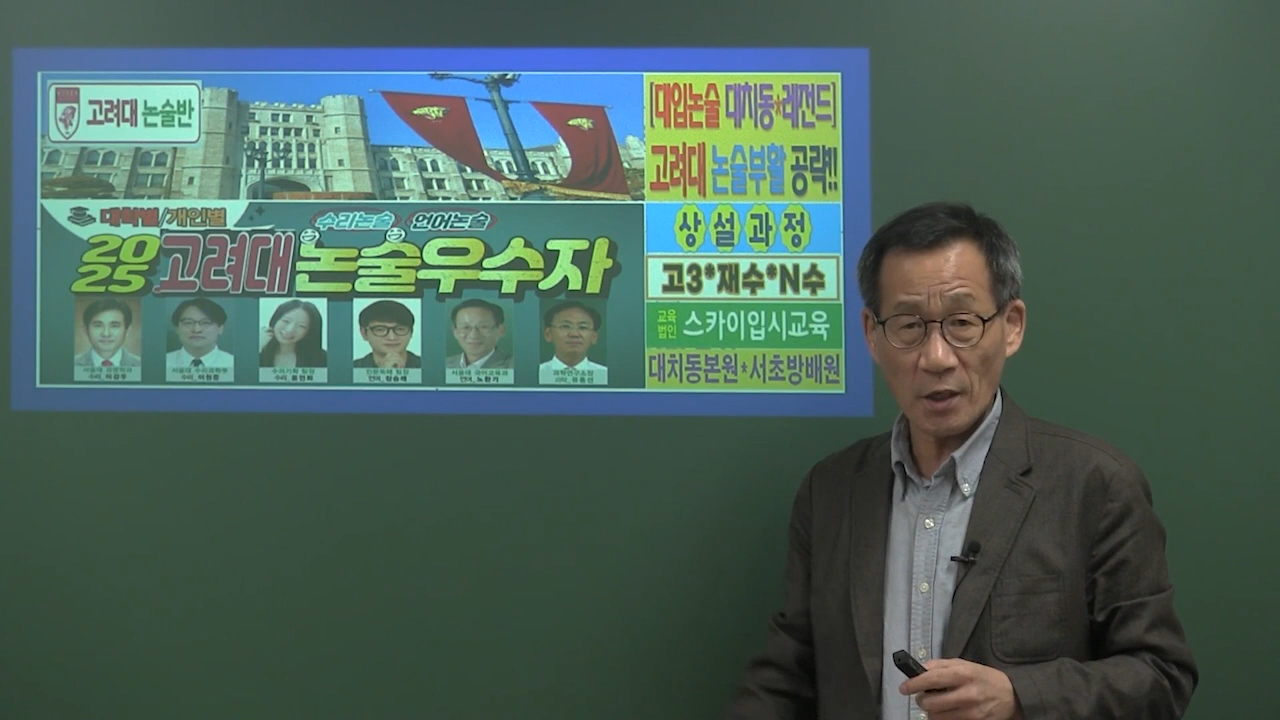 고려대 논술반
[대입논술 대치동*레전드]
고려대 논술부활 공략!!
대학별/개인별
수리논술 언어논술
2025 고려대 논술우수자
상설과정
고3*재수*N수
교육법인 스카이입시교육
대치동본원*서초방배원